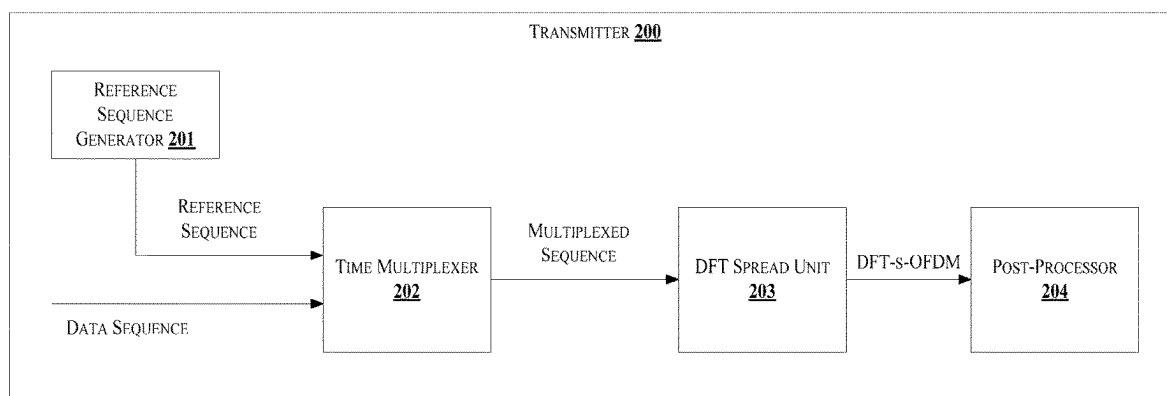 TRANSMITTER 200
REFERENCE
SEQUENCE
GENERATOR 201
REFERENCE
SEQUENCE
DATA SEQUENCE
TIME MULTIPLEXER
202
MULTIPLEXED
SEQUENCE
DFT SPREAD UNIT
203
DFT-S-OFDM
POST-PROCESSOR
204